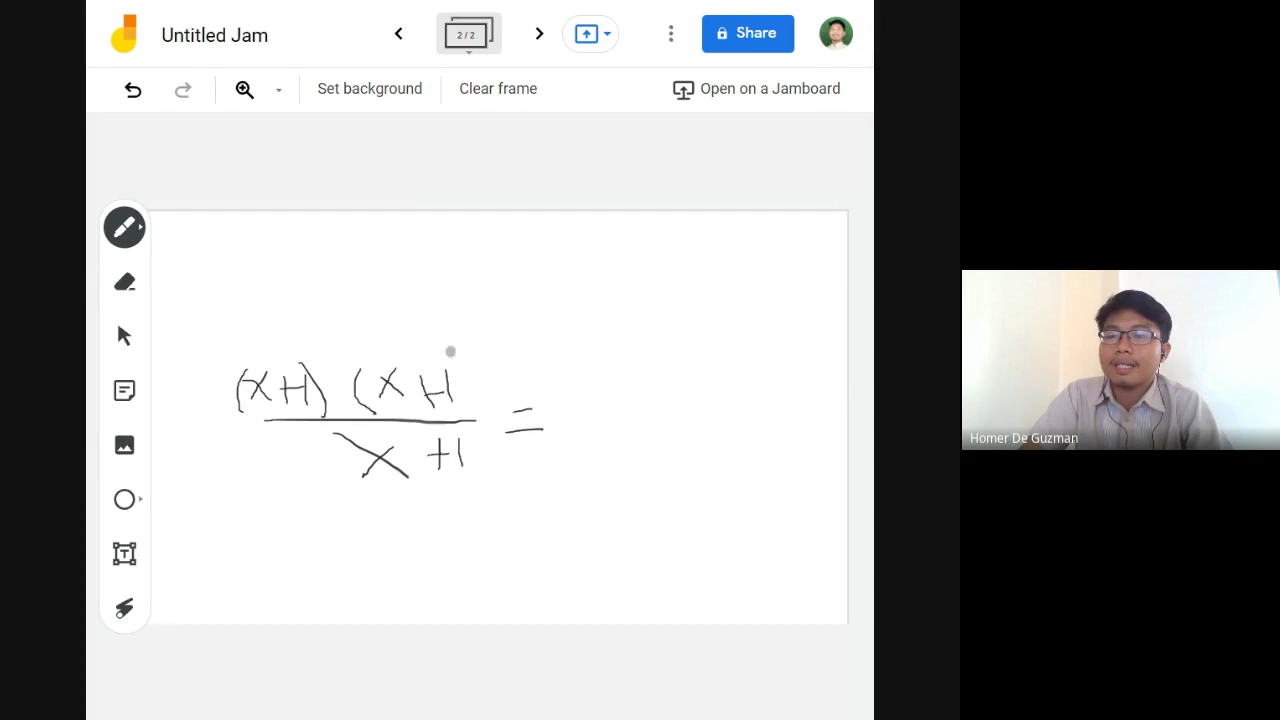 Untitled Jam
2 / 2
Share
Set background
Clear frame
Open on a Jamboard
(x+1) (x+1
x +1
=
T
Homer De Guzman